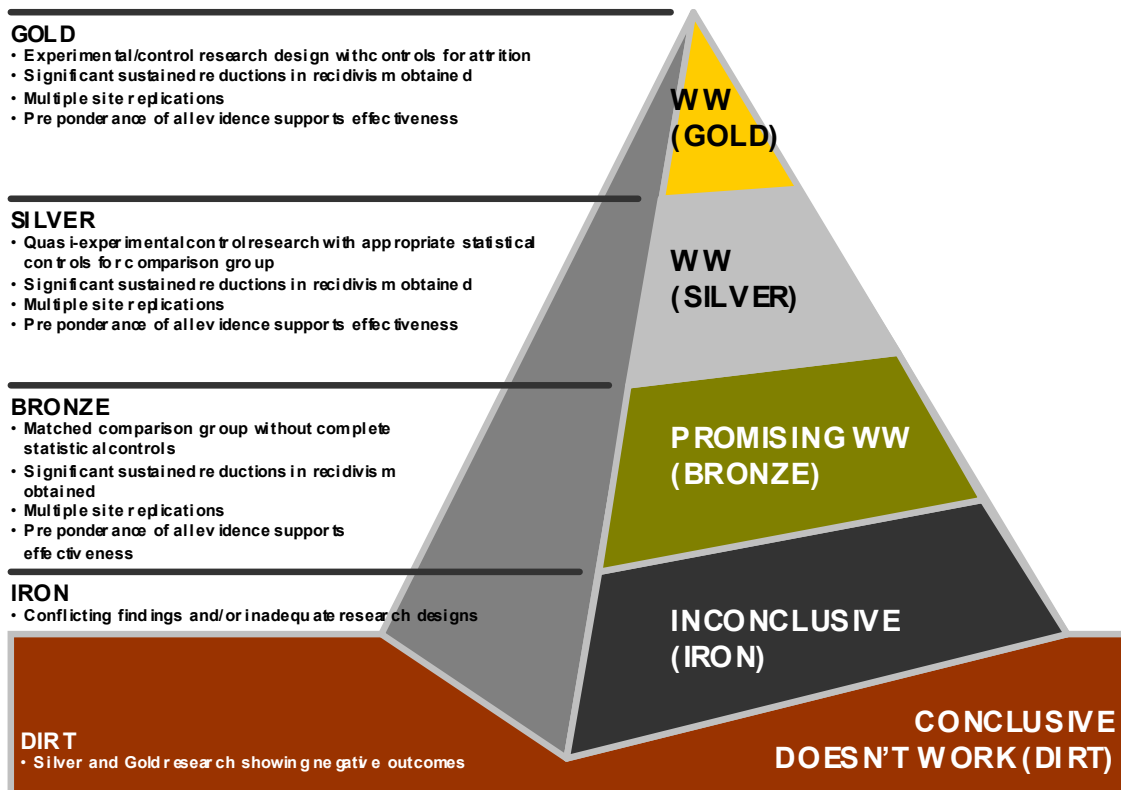 GOLD
• Experimental/control research design with controls for attrition
• Significant sustained reductions in recidivism obtained
• Multiple site replications
• Preponderance of all evidence supports effectiveness
WW
(GOLD)
SILVER
• Quasi-experimental control research with appropriate statistical
controls for comparison group
• Significant sustained reductions in recidivism obtained
• Multiple site replications
• Preponderance of all evidence supports effectiveness
WW
(SILVER)
BRONZE
• Matched comparison group without complete
statistical controls
• Significant sustained reductions in recidivism
obtained
• Multiple site replications
• Preponderance of all evidence supports
effectiveness
PROMISING WW
(BRONZE)
IRON
• Conflicting findings and/or inadequate research designs
INCONCLUSIVE
(IRON)
DIRT
• Silver and Gold research showing negative outcomes
CONCLUSIVE
DOESN'T WORK (DIRT)